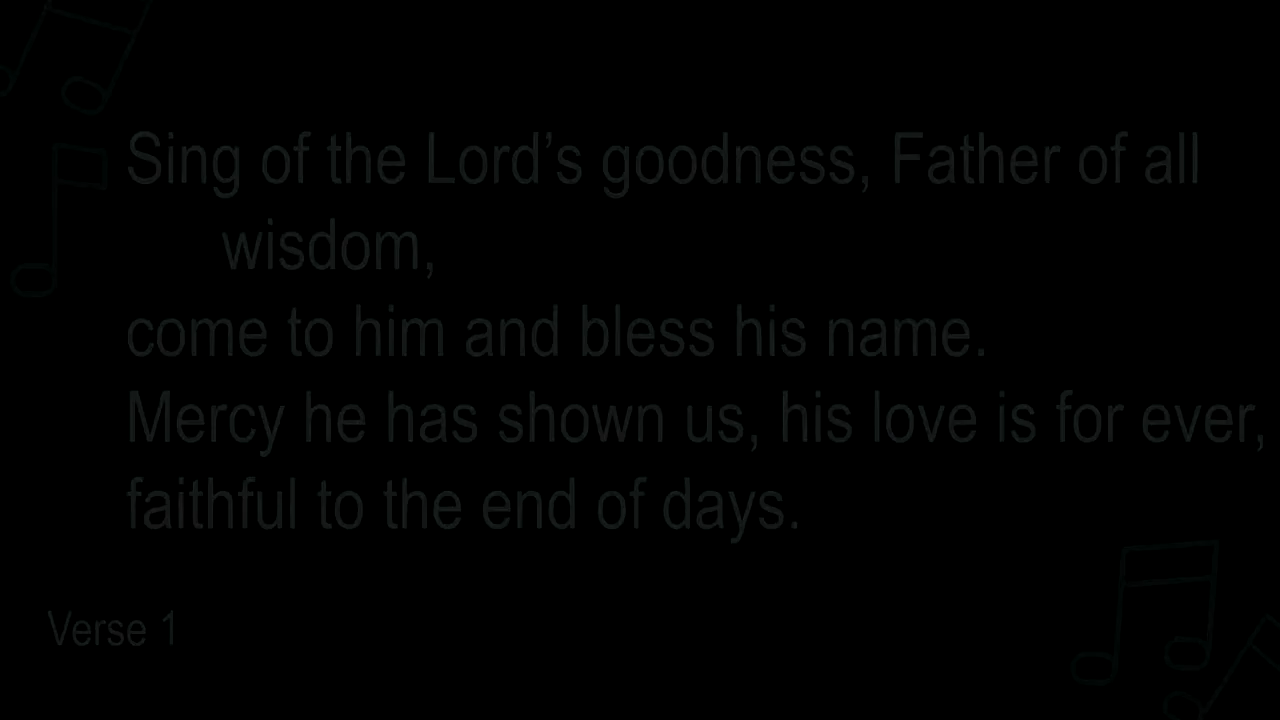 Sing of the Lord’s goodness, Father of all
wisdom,
come to him and bless his name.
Mercy he has shown us, his love is for ever,
faithful to the end of days.
Verse 1